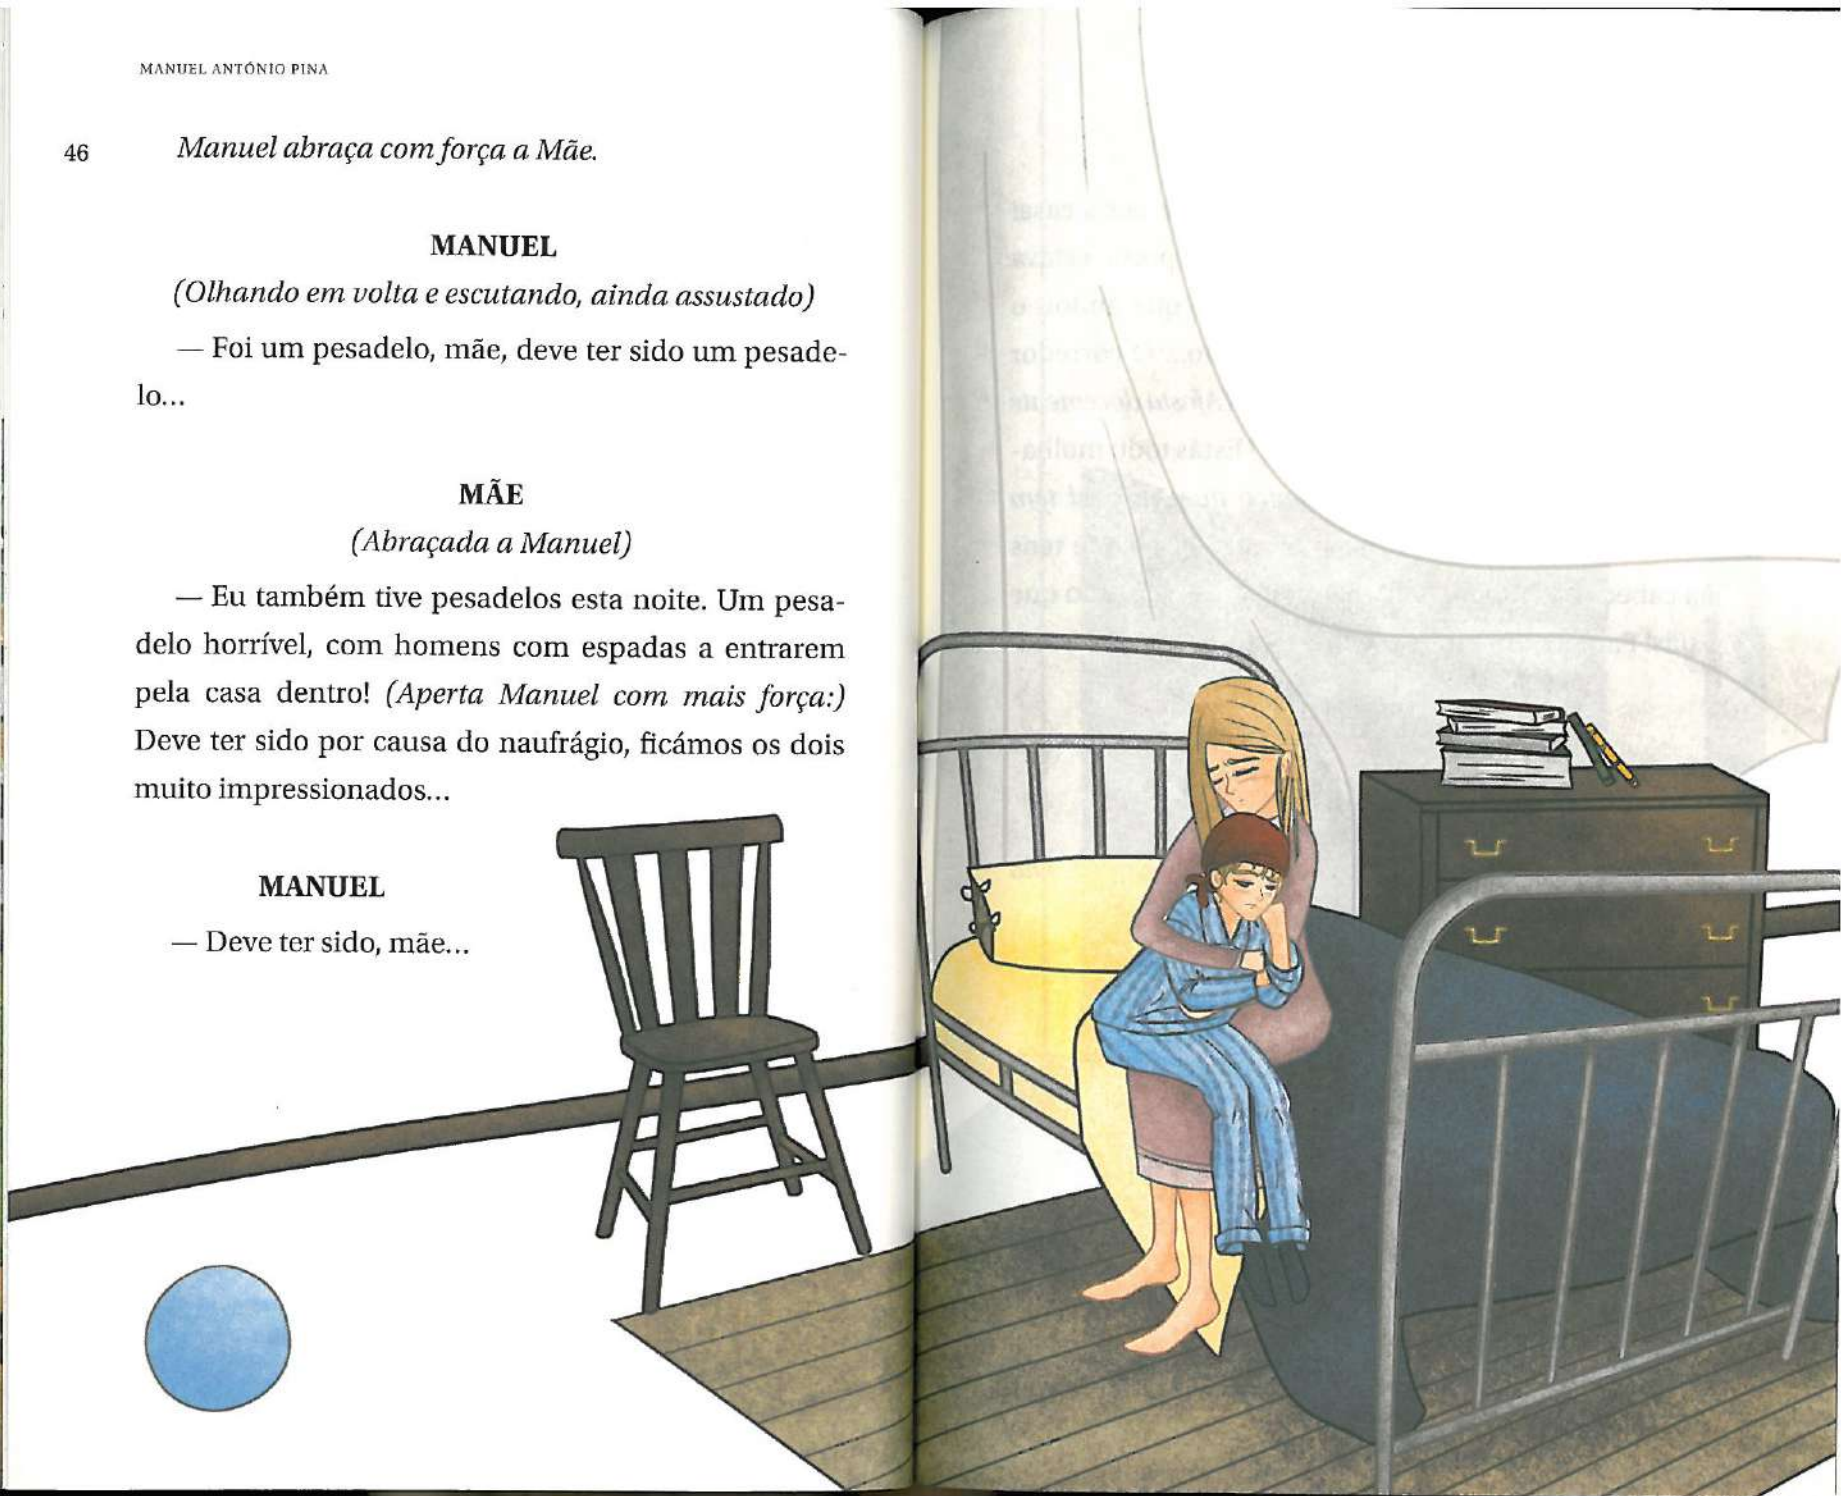 MANUEL ANTÓNIO PINA
46
Manuel abraça com força a Mãe.
MANUEL
(Olhando em volta e escutando, ainda assustado)
— Foi um pesadelo, mãe, deve ter sido um pesade-
lo...
MÃE
(Abraçada a Manuel)
— Eu também tive pesadelos esta noite. Um pesa-
delo horrível, com homens com espadas a entrarem
pela casa dentro! (Aperta Manuel com mais força:)
Deve ter sido por causa do naufrágio, ficámos os dois
muito impressionados...
MANUEL
— Deve ter sido, mãe...